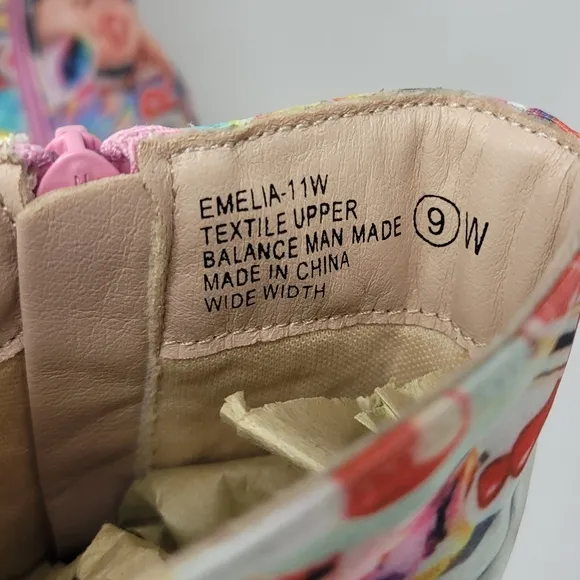 EMELIA-11W
TEXTILE UPPER
BALANCE MAN MADE
MADE IN CHINA
WIDE WIDTH
9 W